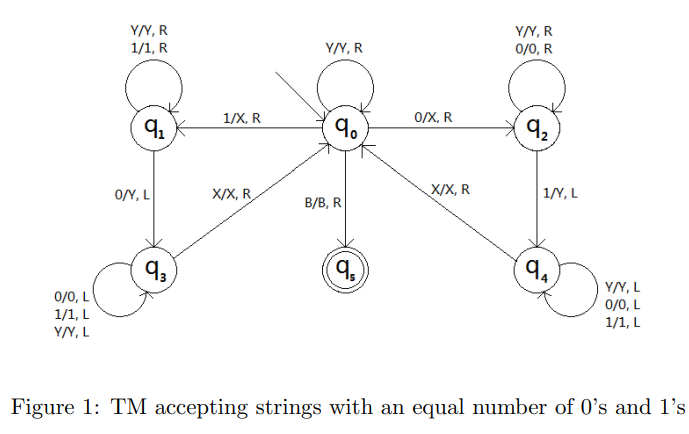 Y/Y, R
1/1, R
Y/Y, R
Y/Y, R
0/0, R
q₁
1/X, R
q₀
0/X, R
q₂
0/Y, L
X/X, R
B/B, R
X/X, R
1/Y, L
q₃
q₅
q₄
0/0, L
1/1, L
Y/Y, L
Y/Y, L
0/0, L
1/1, L
Figure 1: TM accepting strings with an equal number of 0's and 1's